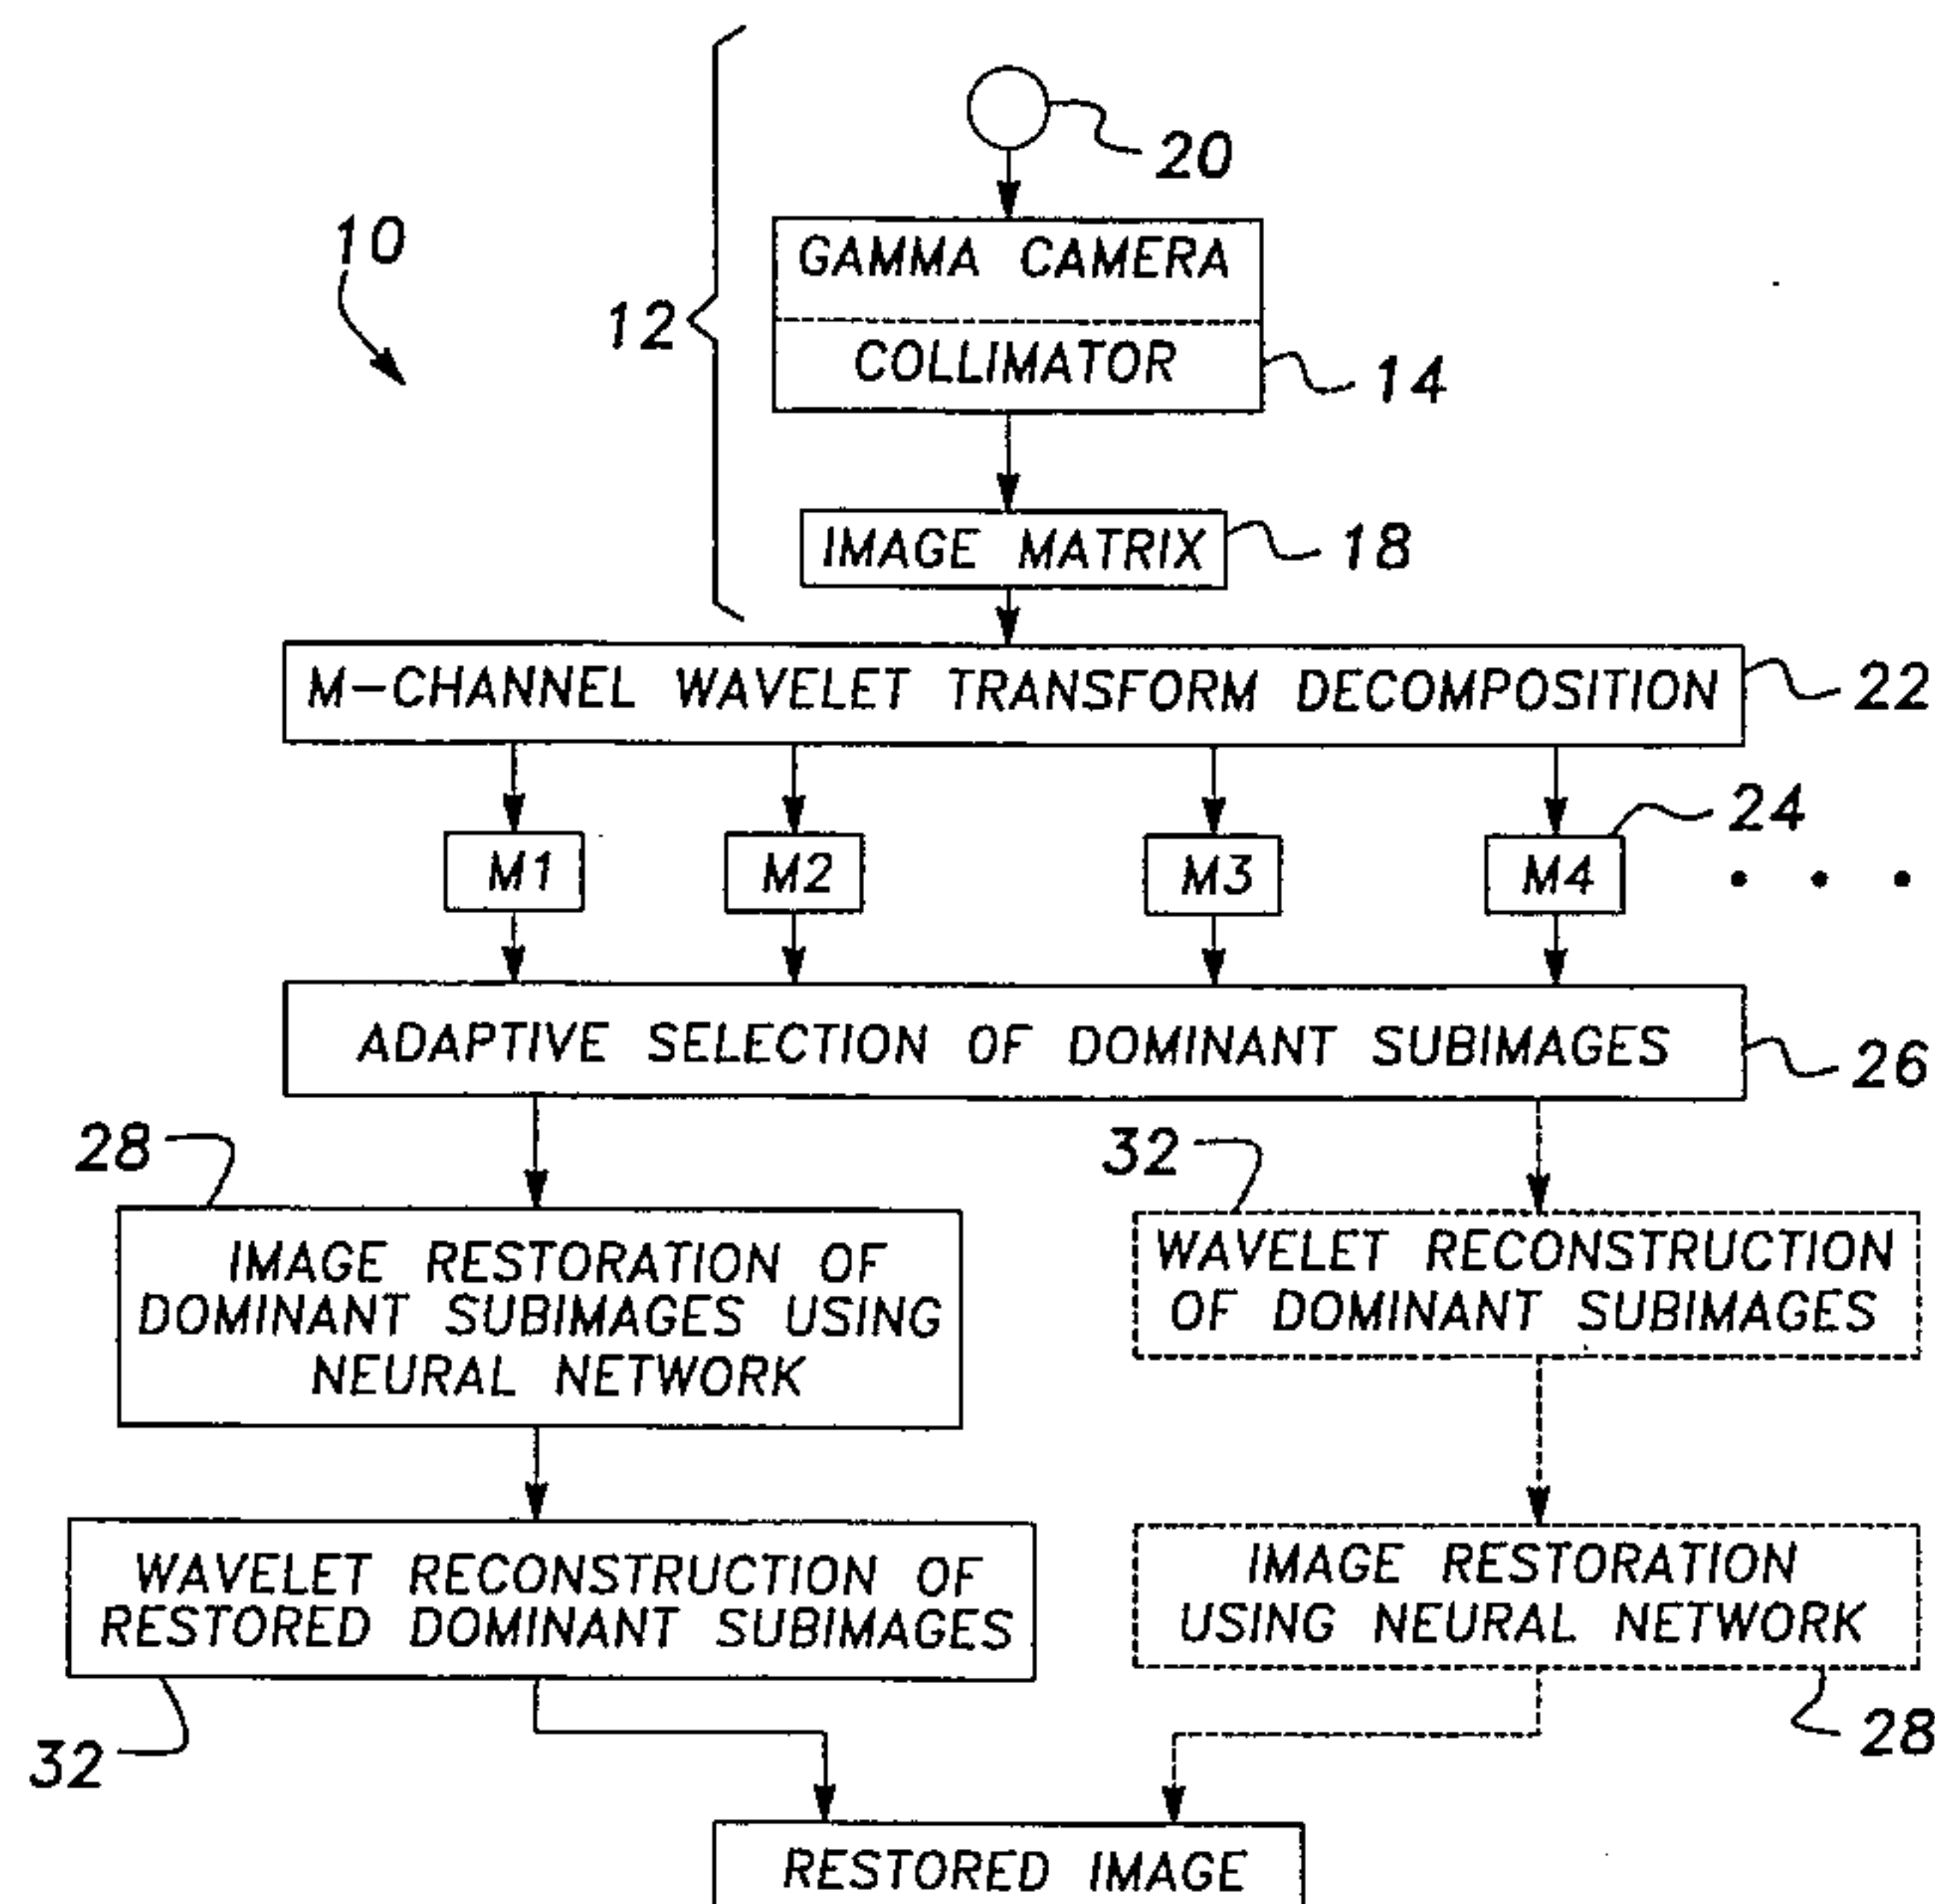 20
10
GAMMA CAMERA
12
COLLIMATOR
14
IMAGE MATRIX
18
M-CHANNEL WAVELET TRANSFORM DECOMPOSITION
22
24
M1
M2
M3
M4
• • •
ADAPTIVE SELECTION OF DOMINANT SUBIMAGES
26
28
IMAGE RESTORATION OF
DOMINANT SUBIMAGES USING
NEURAL NETWORK
32
WAVELET RECONSTRUCTION
OF DOMINANT SUBIMAGES
WAVELET RECONSTRUCTION OF
RESTORED DOMINANT SUBIMAGES
32
IMAGE RESTORATION
USING NEURAL NETWORK
28
RESTORED IMAGE